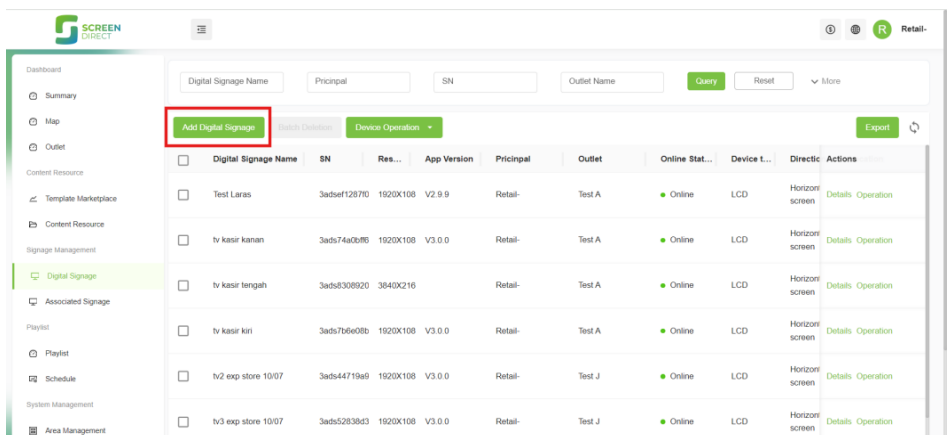 SCREEN
DIRECT
R
Retail-
Dashboard
Summary
Map
Outlet
Content Resource
Template Marketplace
Content Resource
Signage Management
Digital Signage
Associated Signage
Playlist
Playlist
Schedule
System Management
Area Management
Digital Signage Name Pricinpal SN Outlet Name Query Reset More
Add Digital Signage Batch Deletion Device Operation Export
Digital Signage Name SN Res... App Version Pricinpal Outlet Online Stat... Device t... Directic Actions
Test Laras 3adsef1287f0 1920X108 V2.9.9 Retail- Test A Online LCD Horizont screen Details Operation
tv kasir kanan 3ads74a0bff6 1920X108 V3.0.0 Retail- Test A Online LCD Horizont screen Details Operation
tv kasir tengah 3ads8308920 3840X216 Retail- Test A Online LCD Horizont screen Details Operation
tv kasir kiri 3ads7b6e08b 1920X108 V3.0.0 Retail- Test A Online LCD Horizont screen Details Operation
tv2 exp store 10/07 3ads44719a9 1920X108 V3.0.0 Retail- Test J Online LCD Horizont screen Details Operation
tv3 exp store 10/07 3ads52838d3 1920X108 V3.0.0 Retail- Test J Online LCD Horizont screen Details Operation